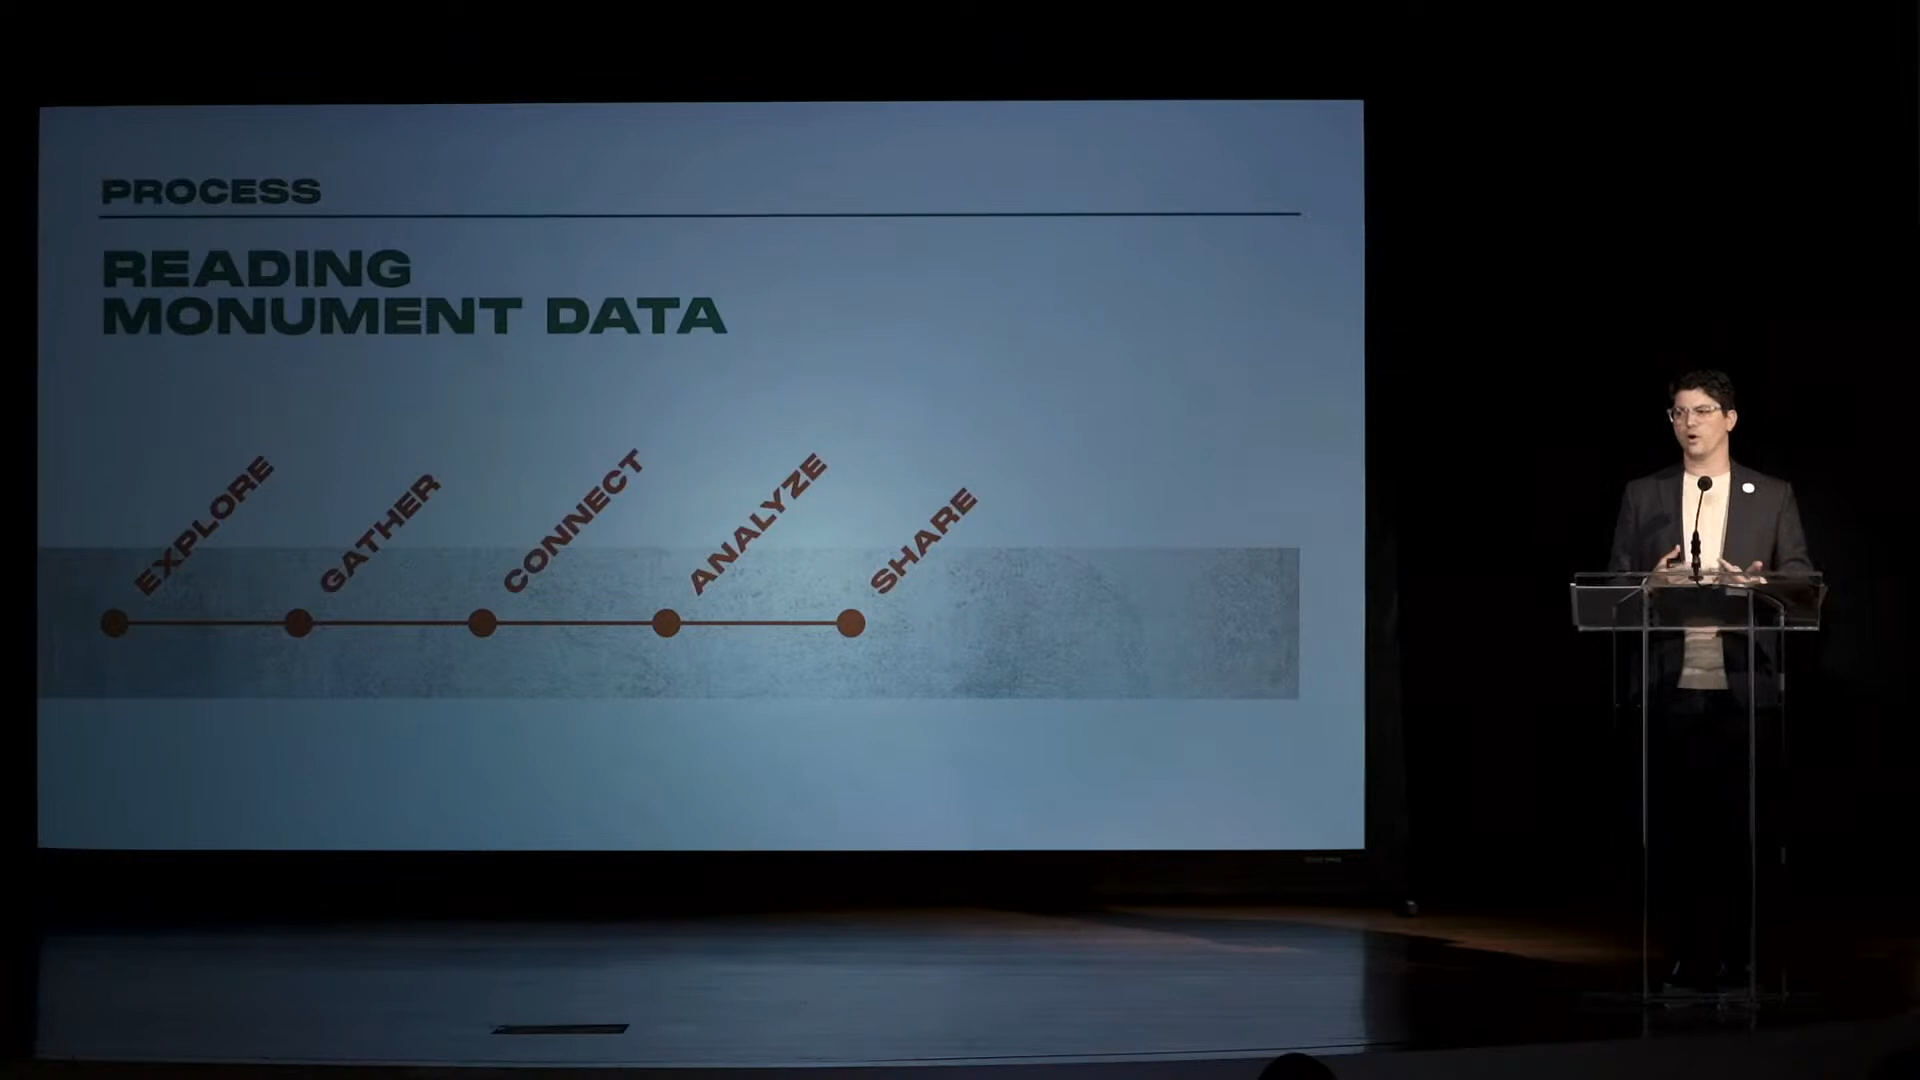 PROCESS
READING
MONUMENT DATA
EXPLORE
GATHER
CONNECT
ANALYZE
SHARE